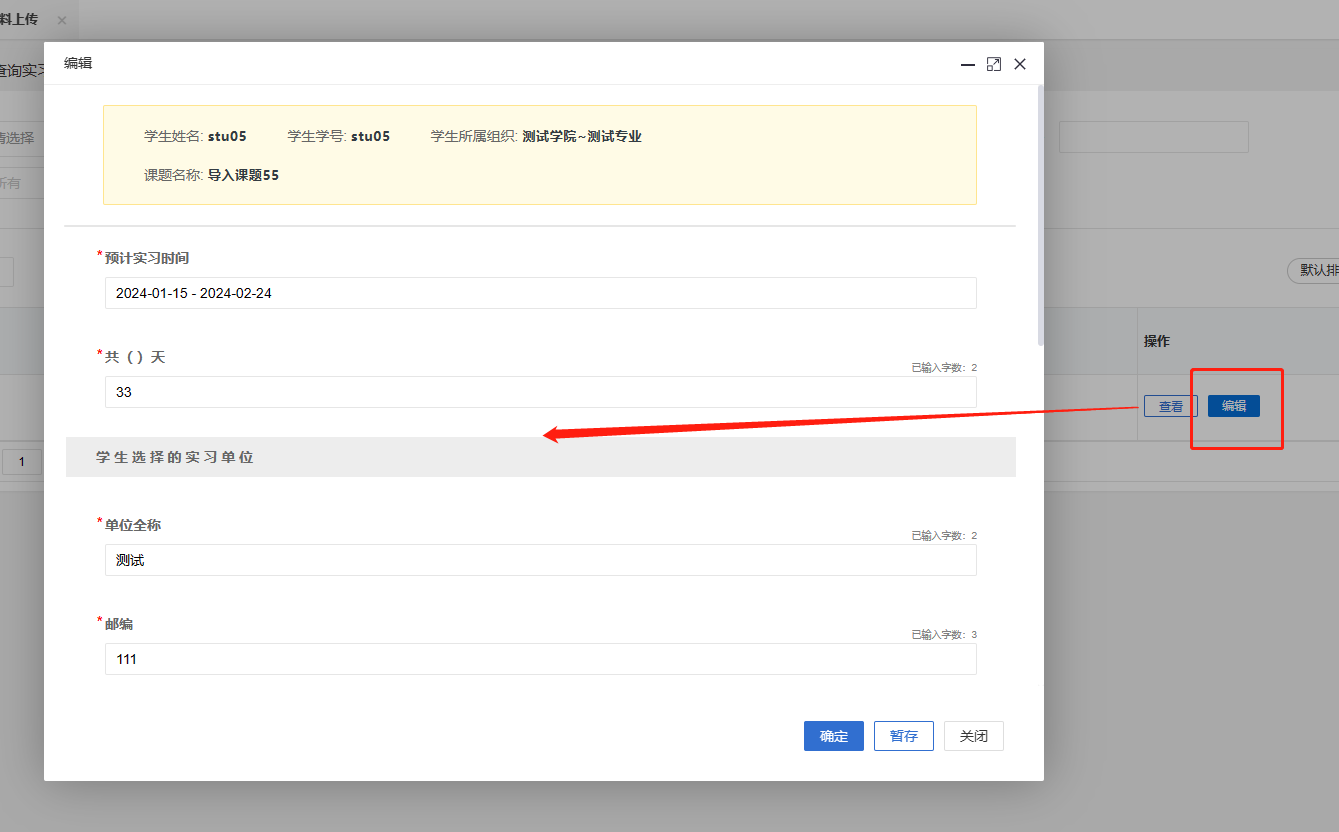 料上传
查询实习
编辑
请选择
所有
学生姓名: stu05 学生学号: stu05 学生所属组织: 测试学院~测试专业
课题名称: 导入课题55
*预计实习时间
2024-01-15 - 2024-02-24
默认排
*共（）天
已输入字数：2
33
操作
查看 编辑
学生选择的实习单位
1
*单位全称
已输入字数：2
测试
*邮编
已输入字数：3
111
确定 暂存 关闭